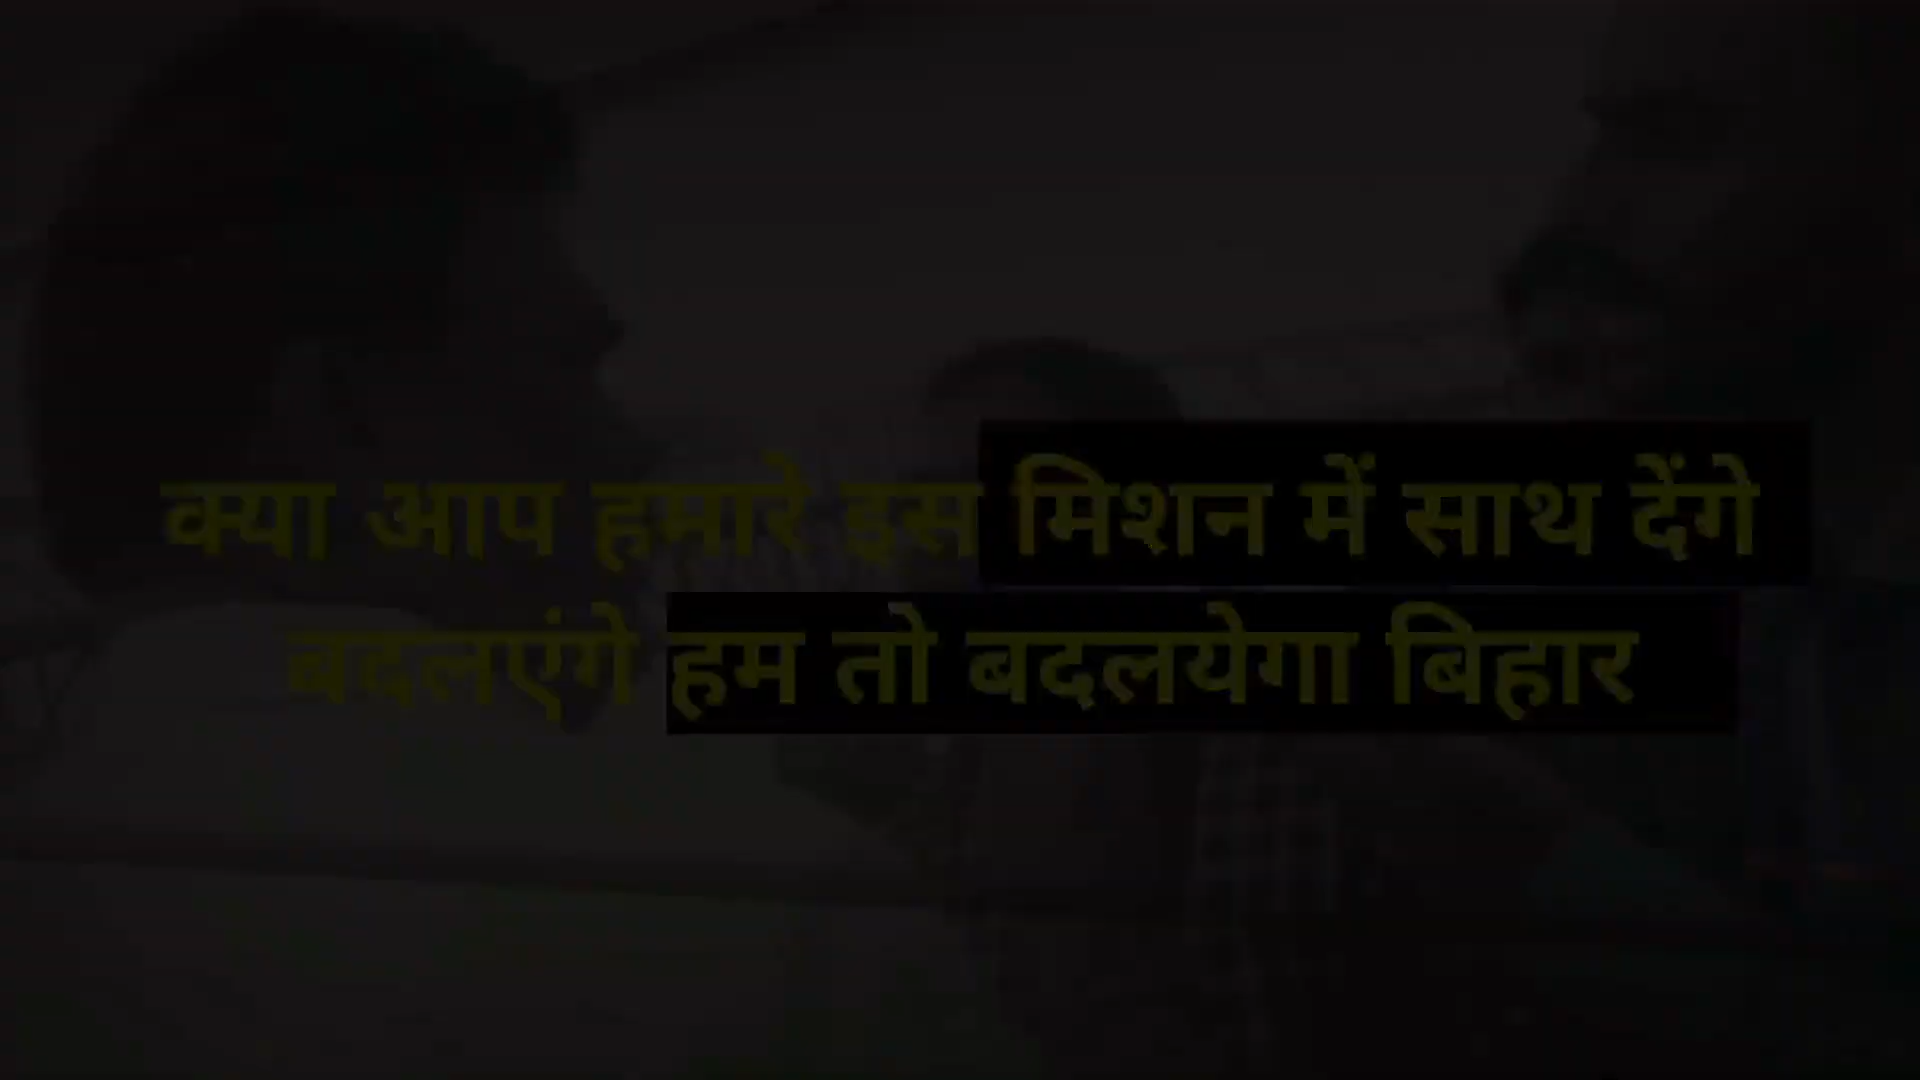 क्या आप हमारे इस मिशन में साथ देंगे
बदलएंगे हम तो बदलयेगा बिहार